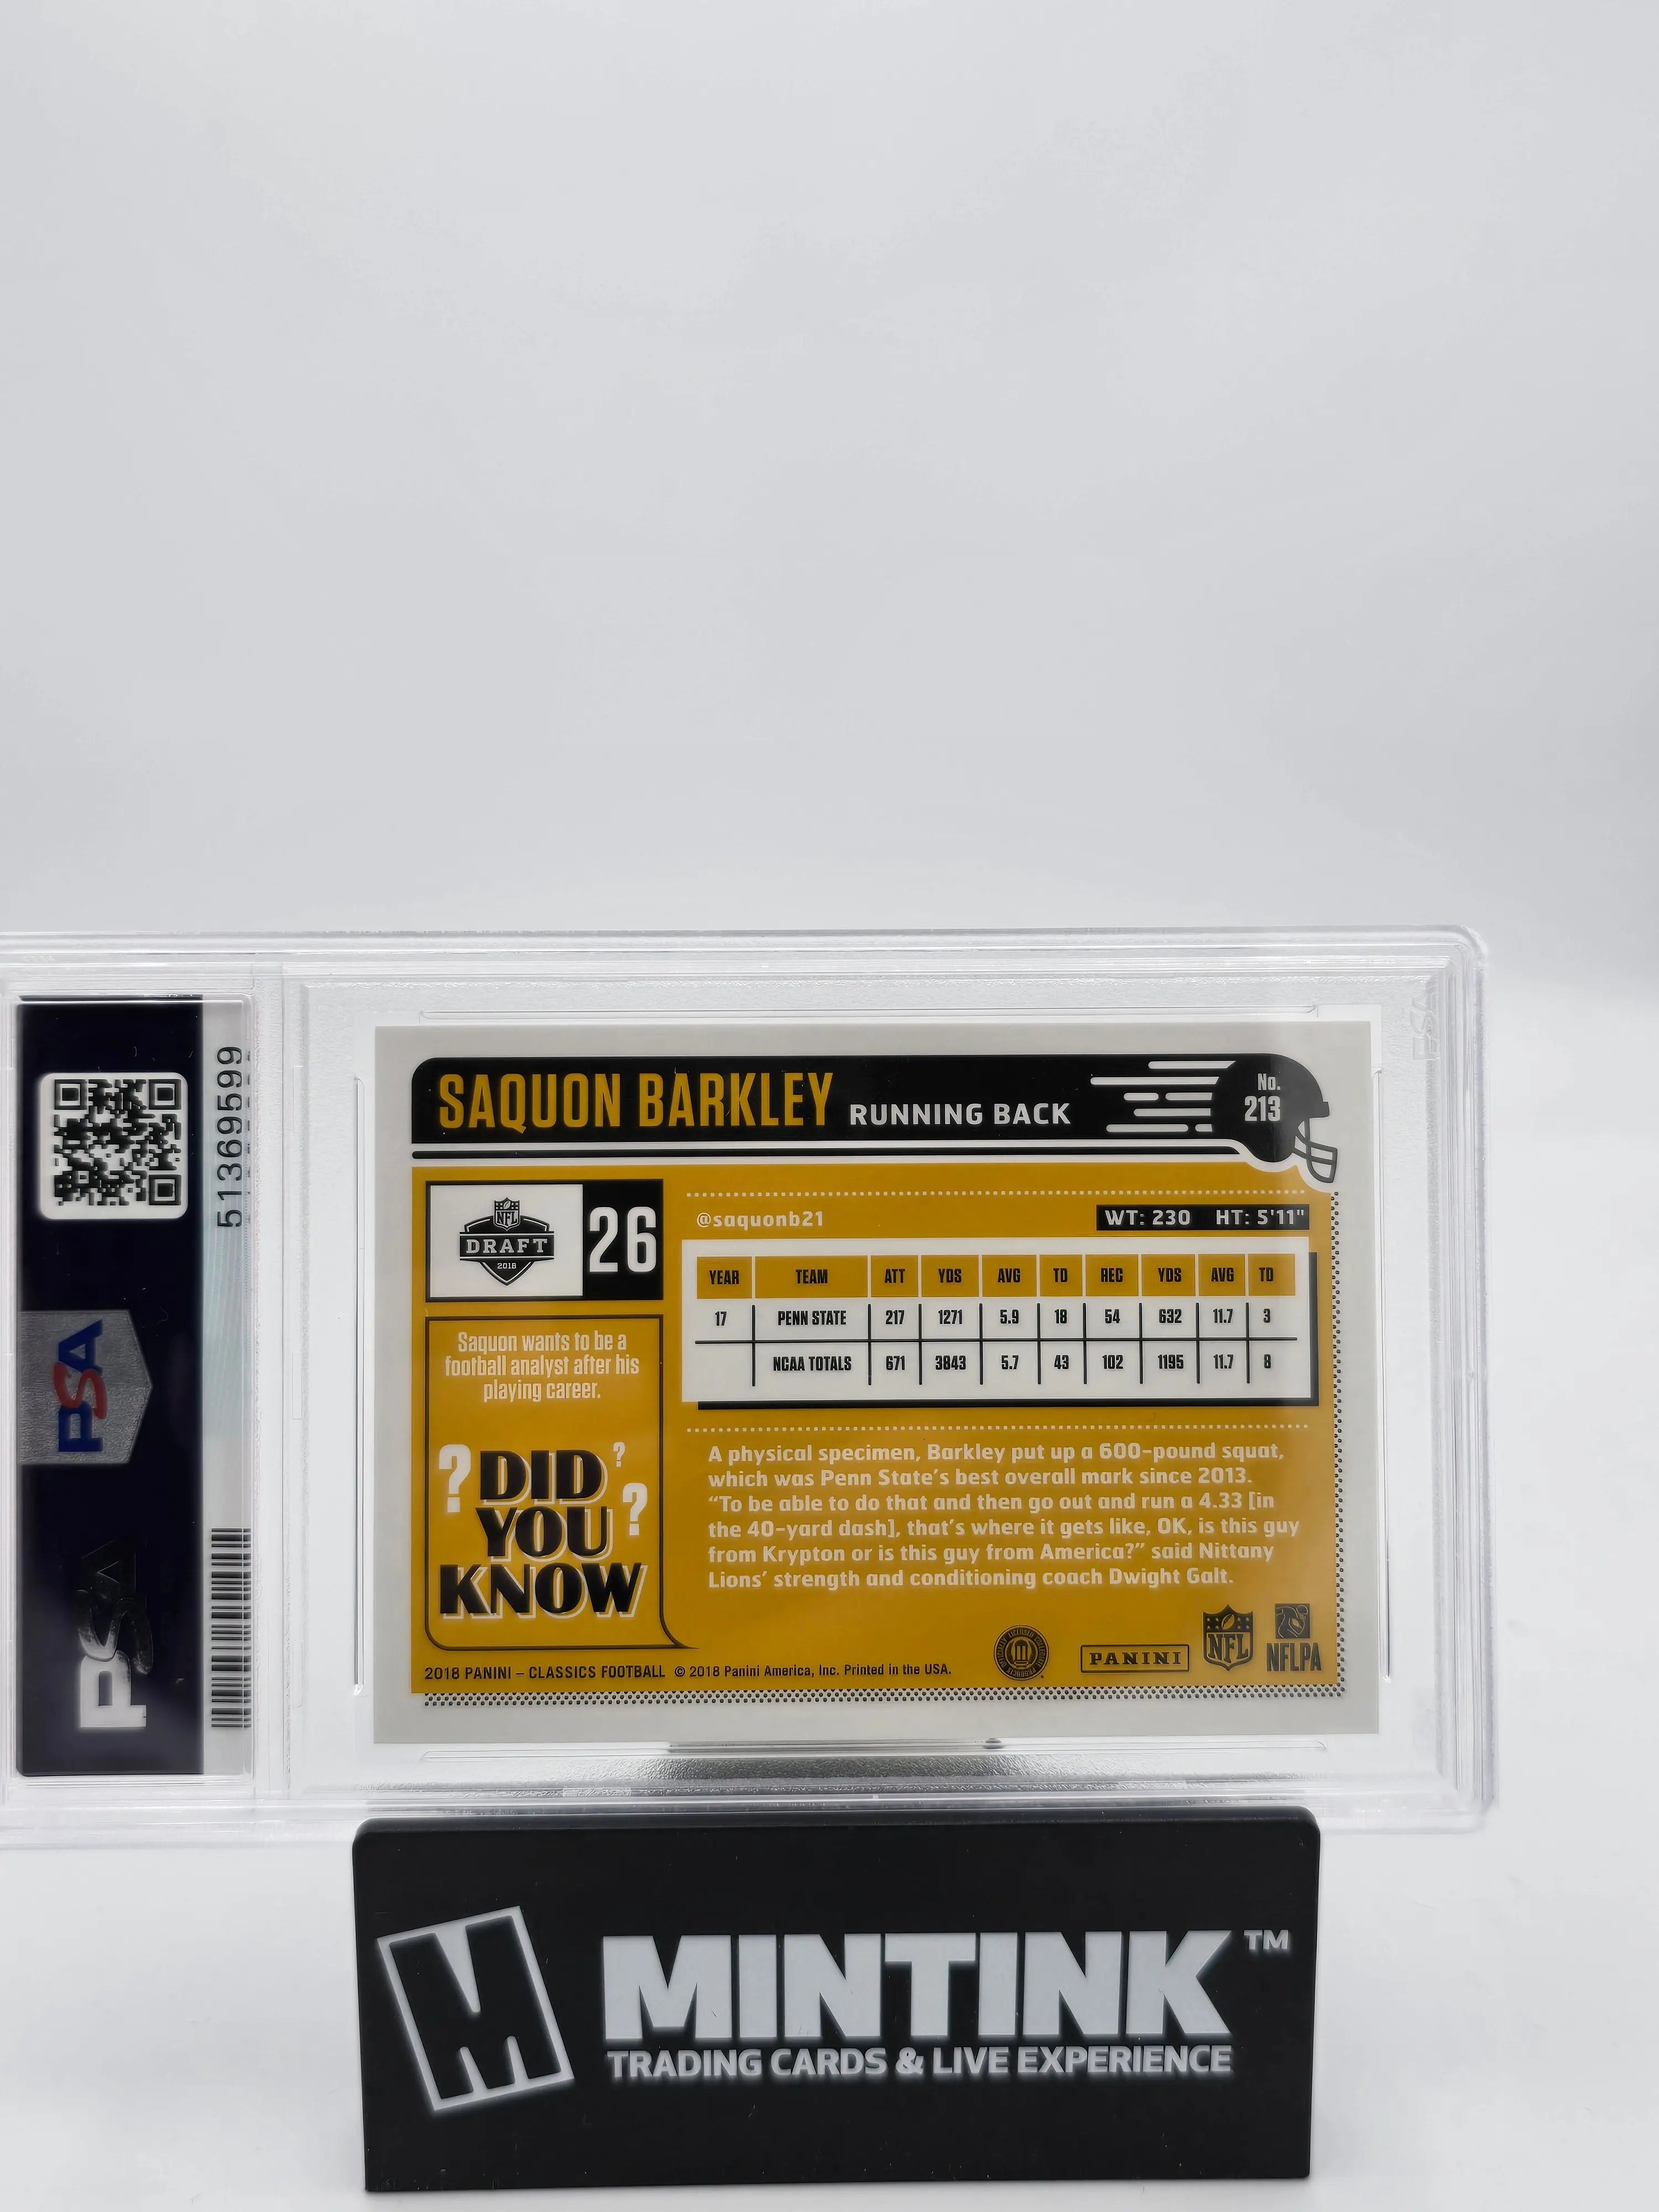 51369599
PSA
PSA
PSA
SAQUON BARKLEY RUNNING BACK
No.
213
NFL
DRAFT
2018
26
@saquonb21
WT: 230 HT: 5'11"
YEAR TEAM ATT YDS AVG TD REC YDS AVG TD
17 PENN STATE 217 1271 5.9 18 54 632 11.7 3
NCAA TOTALS 671 3843 5.7 43 102 1195 11.7 8
Saquon wants to be a
football analyst after his
playing career.
? DID ?
YOU ?
KNOW
A physical specimen, Barkley put up a 600-pound squat,
which was Penn State's best overall mark since 2013.
“To be able to do that and then go out and run a 4.33 [in
the 40-yard dash], that's where it gets like, OK, is this guy
from Krypton or is this guy from America?” said Nittany
Lions' strength and conditioning coach Dwight Galt.
PANINI
NFL
NFLPA
2018 PANINI – CLASSICS FOOTBALL © 2018 Panini America, Inc. Printed in the USA.
M MINTINK™
TRADING CARDS & LIVE EXPERIENCE